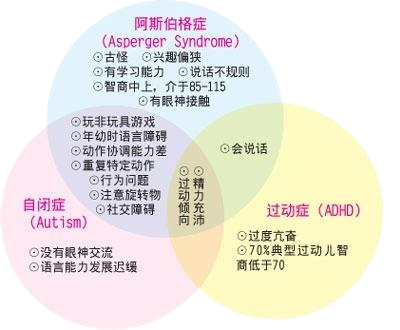 阿斯伯格症
(Asperger Syndrome)
⊙古怪 ⊙兴趣偏狭
⊙有学习能力 ⊙说话不规则
⊙智商中上,介于85-115
⊙有眼神接触
⊙玩非玩具游戏
⊙年幼时语言障碍
⊙动作协调能力差
⊙重复特定动作
⊙行为问题
⊙注意旋转物
⊙社交障碍
⊙会说话
⊙精力充沛
⊙过动倾向
自闭症
(Autism)
⊙没有眼神交流
⊙语言能力发展迟缓
过动症 (ADHD)
⊙过度亢奋
⊙70%典型过动儿智
商低于70